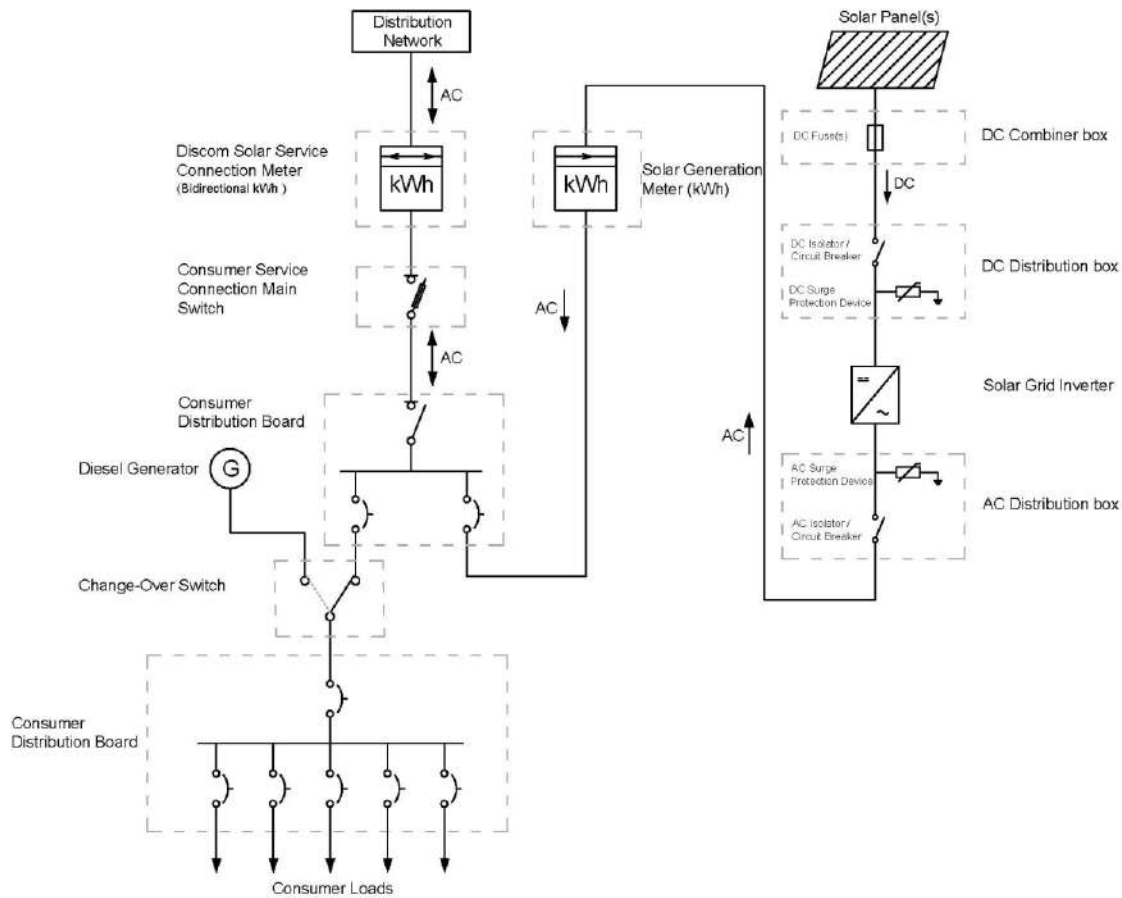 Distribution
Network
AC
Discom Solar Service
Connection Meter
(Bidirectional kWh )
kWh
Consumer Service
Connection Main
Switch
AC
Consumer
Distribution Board
Diesel Generator
G
Change-Over Switch
Consumer
Distribution Board
Consumer Loads
kWh
Solar Generation
Meter (kWh)
AC
AC
Solar Panel(s)
DC Fuse(s)
DC Combiner box
DC
DC Isolator /
Circuit Breaker
DC Surge
Protection Device
DC Distribution box
Solar Grid Inverter
AC Surge
Protection Device
AC Isolator /
Circuit Breaker
AC Distribution box